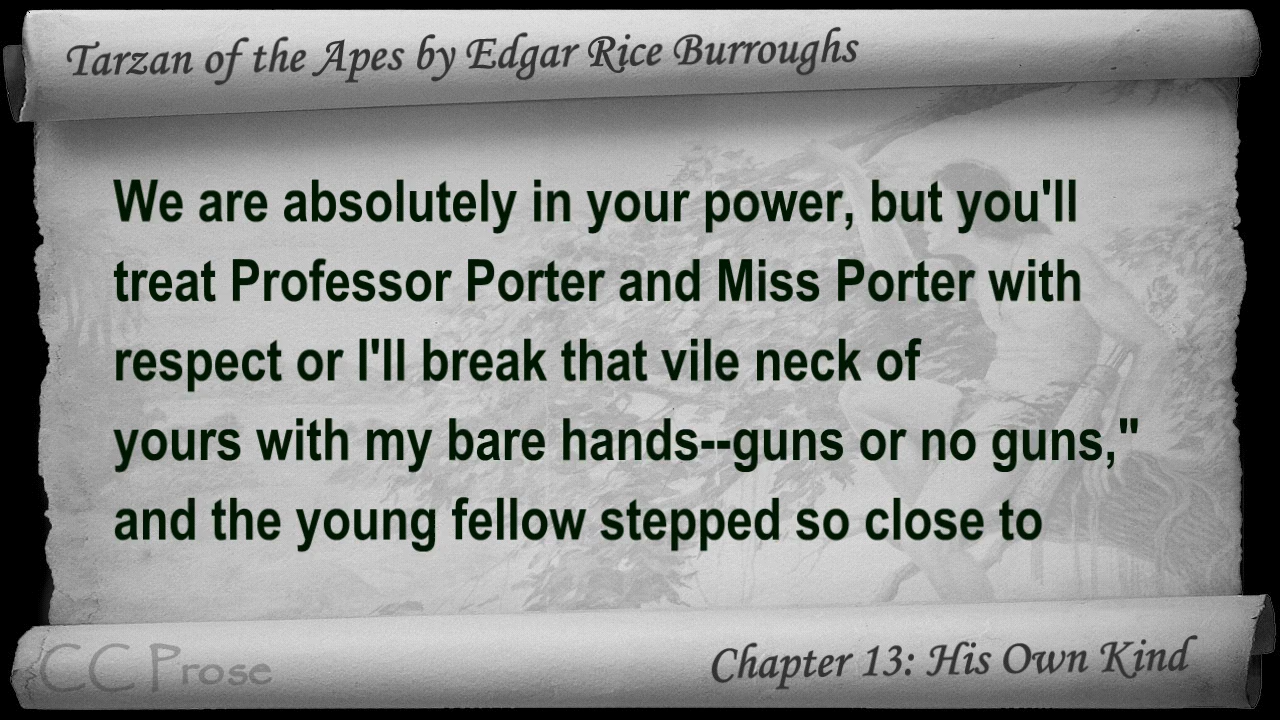 Tarzan of the Apes by Edgar Rice Burroughs
We are absolutely in your power, but you'll
treat Professor Porter and Miss Porter with
respect or I'll break that vile neck of
yours with my bare hands--guns or no guns,"
and the young fellow stepped so close to
CC Prose
Chapter 13: His Own Kind